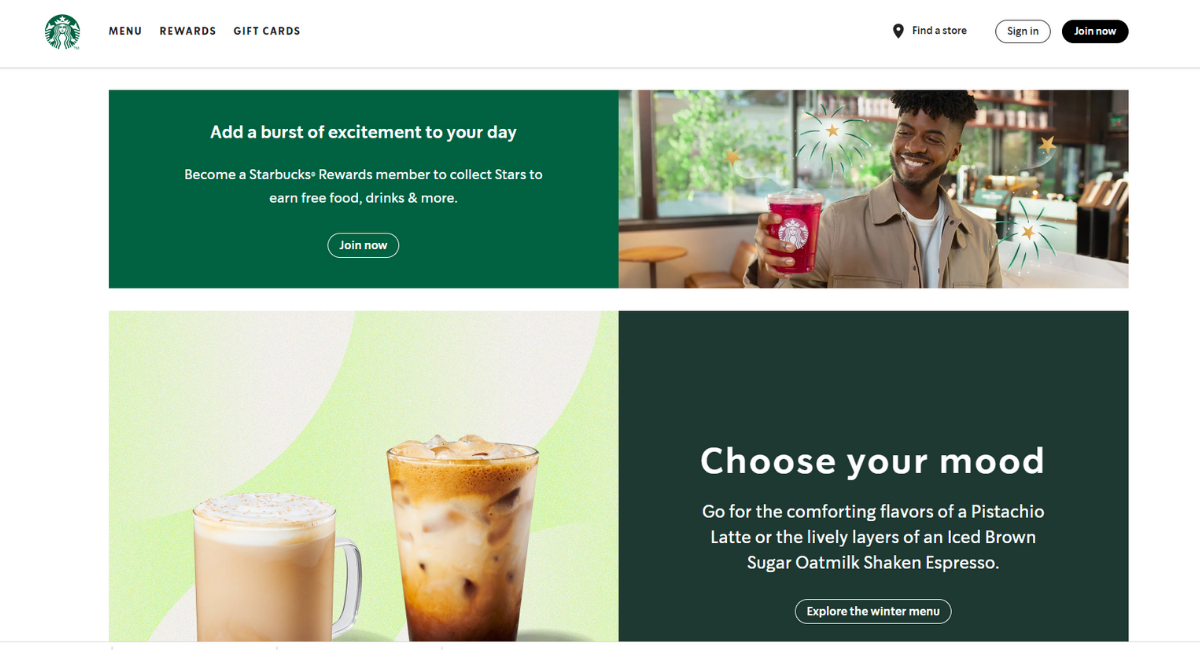 MENU REWARDS GIFT CARDS Find a store Sign in Join now
Add a burst of excitement to your day
Become a Starbucks® Rewards member to collect Stars to
earn free food, drinks & more.
Join now
Choose your mood
Go for the comforting flavors of a Pistachio
Latte or the lively layers of an Iced Brown
Sugar Oatmilk Shaken Espresso.
Explore the winter menu